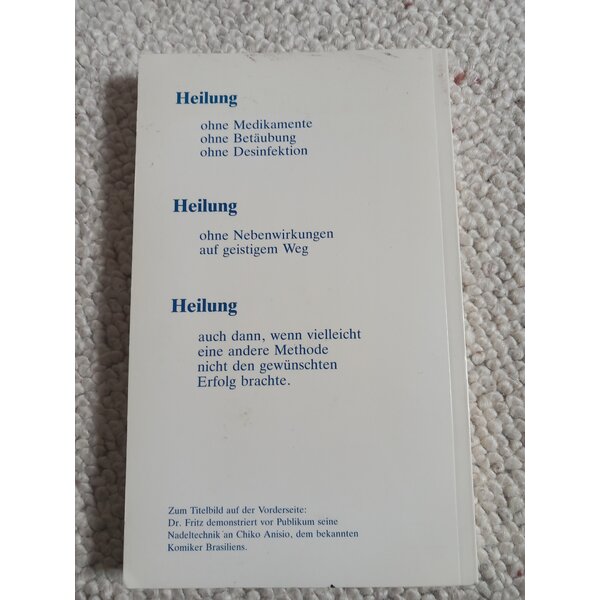 Heilung
ohne Medikamente
ohne Betäubung
ohne Desinfektion
Heilung
ohne Nebenwirkungen
auf geistigem Weg
Heilung
auch dann, wenn vielleicht
eine andere Methode
nicht den gewünschten
Erfolg brachte.
Zum Titelbild auf der Vorderseite:
Dr. Fritz demonstriert vor Publikum seine
Nadeltechnik an Chiko Anisio, dem bekannten
Komiker Brasiliens.